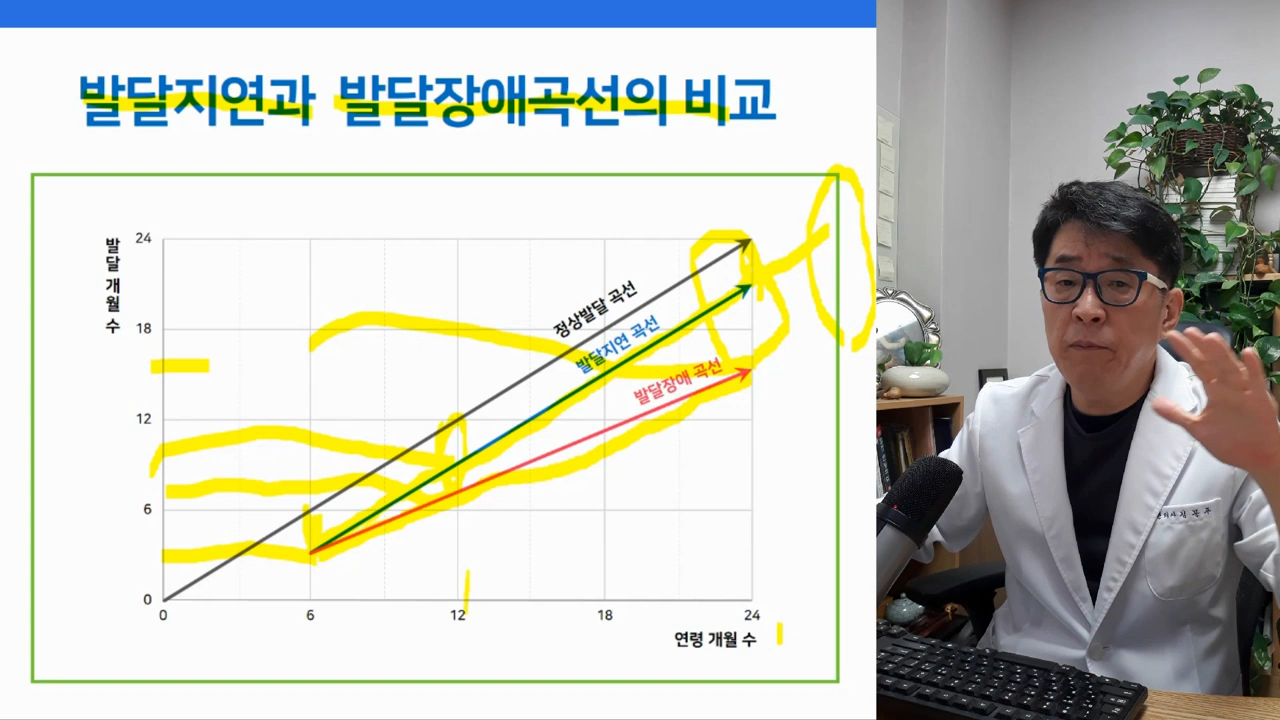 발달지연과 발달장애곡선의 비교
발달 개월 수
24
18
12
6
0
정상발달 곡선
발달지연 곡선
발달장애 곡선
0 6 12 18 24
연령 개월 수